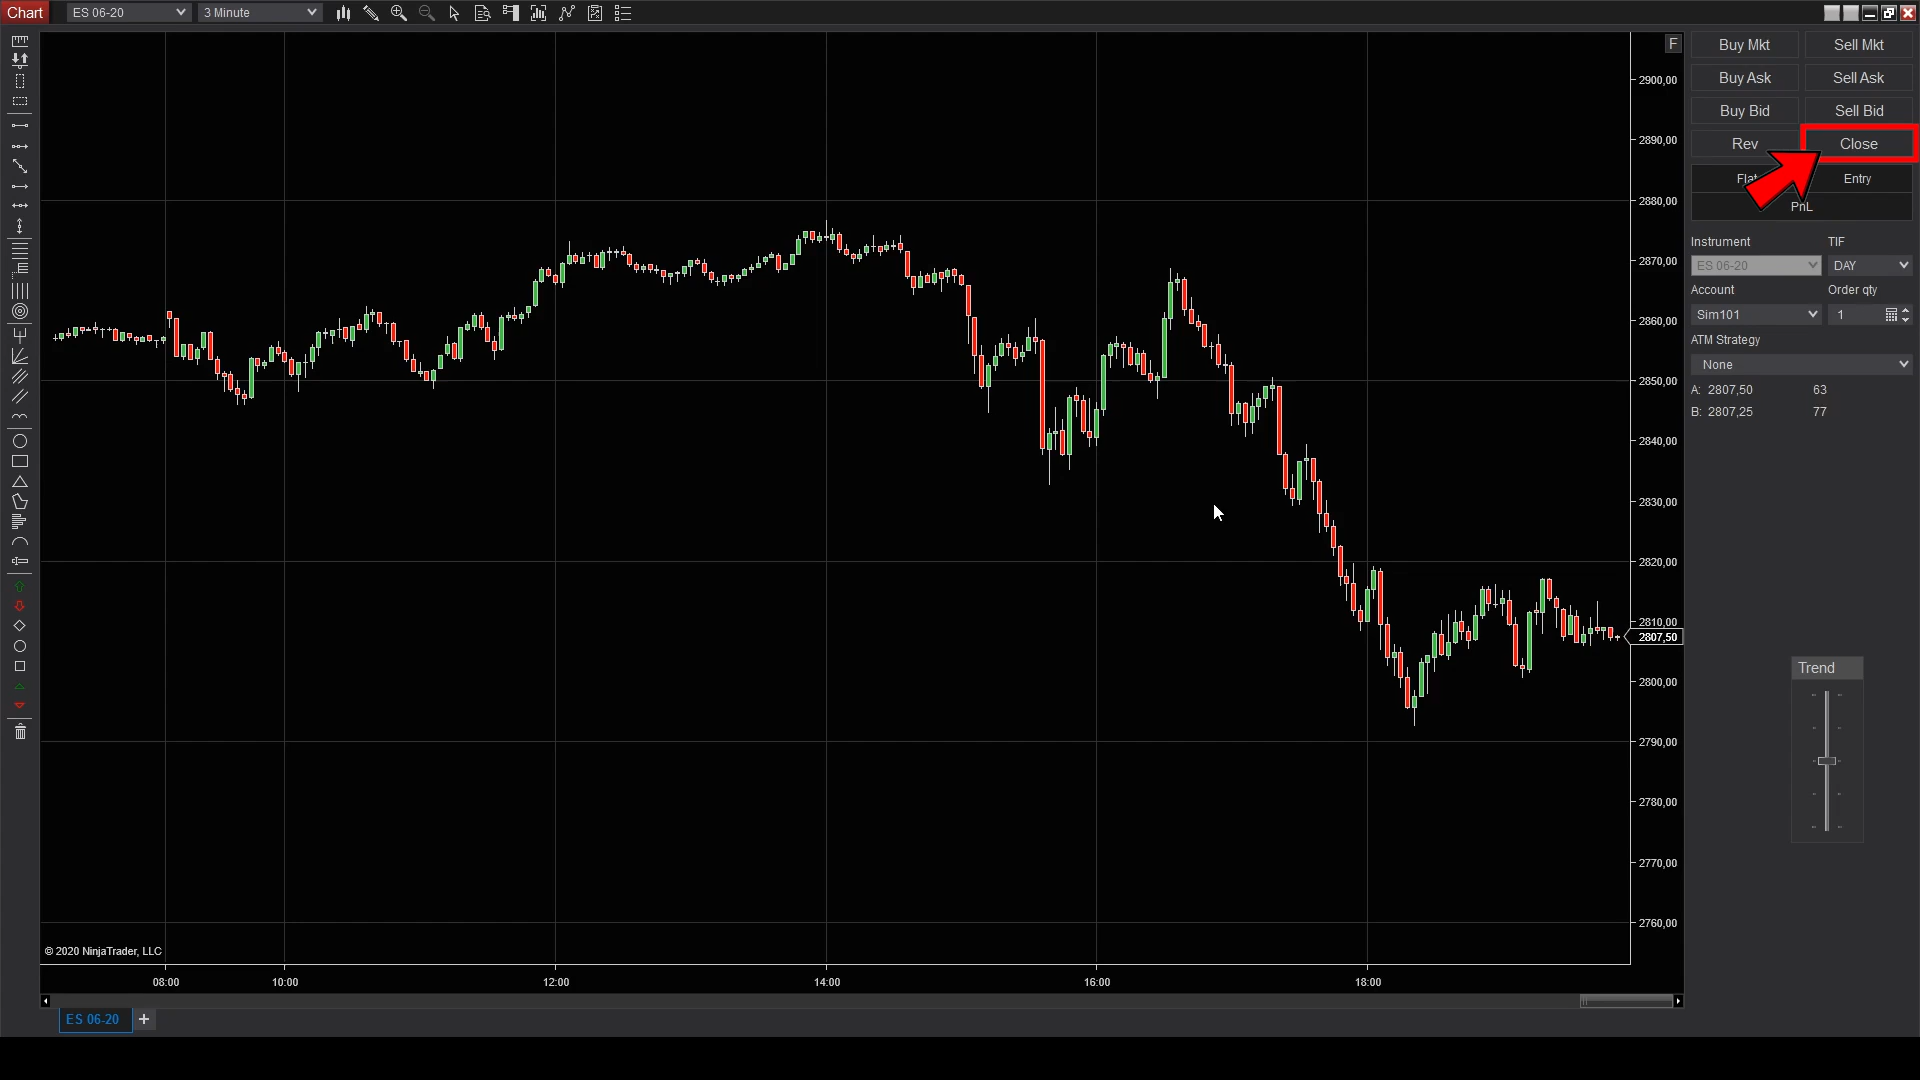 Chart ES 06-20 3 Minute
F
Buy Mkt Sell Mkt
Buy Ask Sell Ask
Buy Bid Sell Bid
Rev Close
Flat Entry
PnL
Instrument TIF
ES 06-20 DAY
Account Order qty
Sim101 1
ATM Strategy
None
A: 2807,50 63
B: 2807,25 77
Trend
2900,00
2890,00
2880,00
2870,00
2860,00
2850,00
2840,00
2830,00
2820,00
2810,00
2807,50
2800,00
2790,00
2780,00
2770,00
2760,00
© 2020 NinjaTrader, LLC
08:00 10:00 12:00 14:00 16:00 18:00
ES 06-20 +